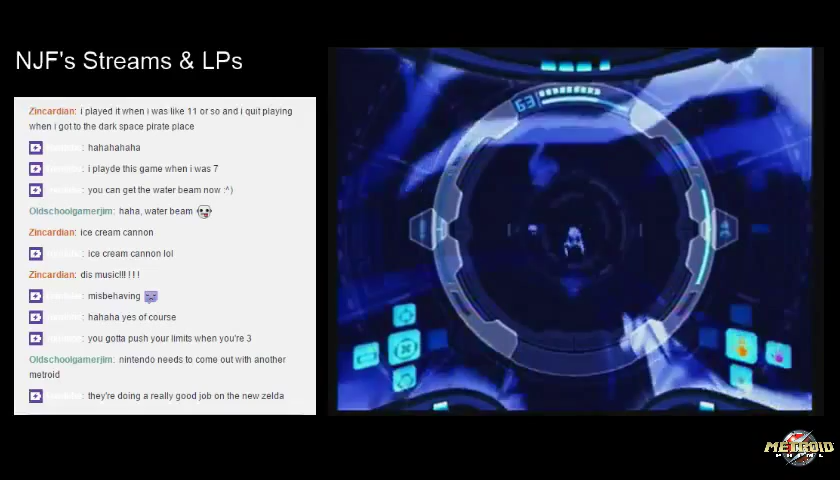 NJF's Streams & LPs
Zincardian: i played it when i was like 11 or so and i quit playing
when i got to the dark space pirate place
: hahahahaha
: i playde this game when i was 7
: you can get the water beam now :^)
Oldschoolgamerjim: haha, water beam
Zincardian: ice cream cannon
: ice cream cannon lol
Zincardian: dis music!!! ! !
: misbehaving
: hahaha yes of course
: you gotta push your limits when you're 3
Oldschoolgamerjim: nintendo needs to come out with another
metroid
: they're doing a really good job on the new zelda
63
METROID
PRIME